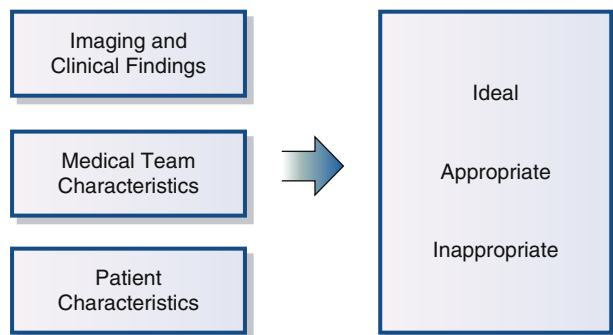 Imaging and
Clinical Findings
Medical Team
Characteristics
Patient
Characteristics
Ideal
Appropriate
Inappropriate